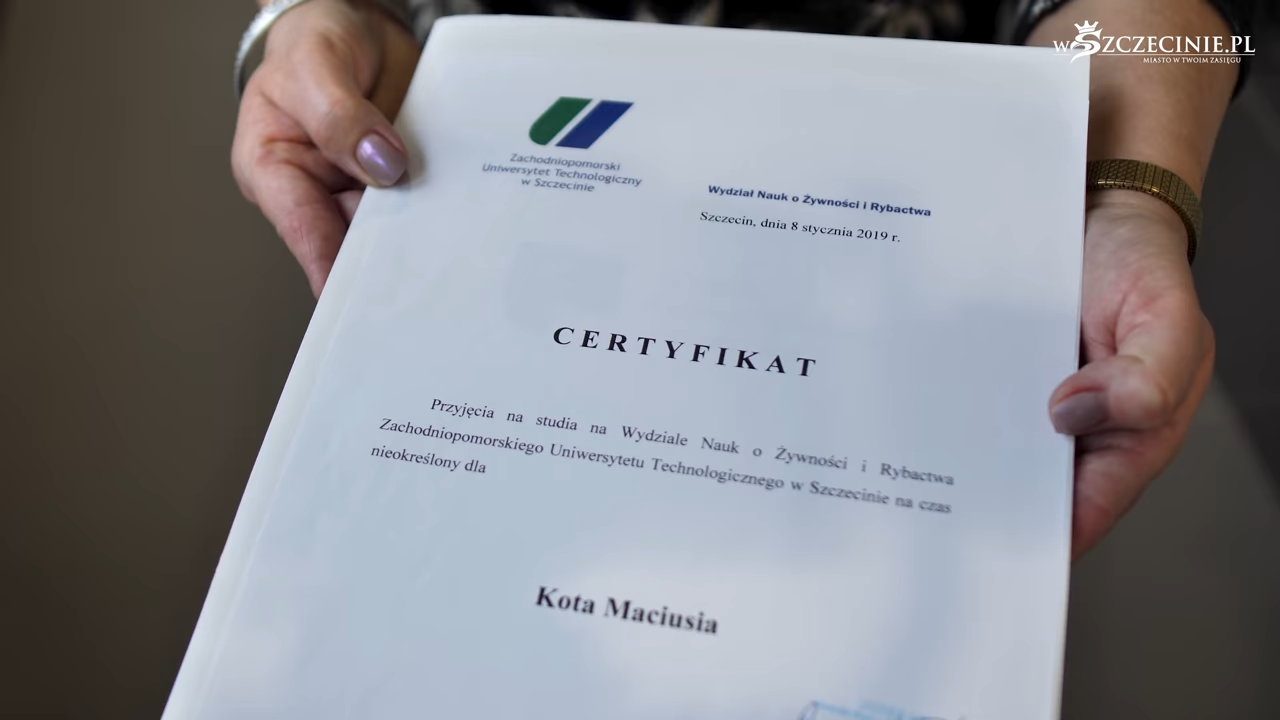 wSZCZECINIE.PL
MIASTO W TWOIM ZASIĘGU
Zachodniopomorski
Uniwersytet Technologiczny
w Szczecinie
Wydział Nauk o Żywności i Rybactwa
Szczecin, dnia 8 stycznia 2019 r.
CERTYFIKAT
Przyjęcia na studia na Wydziale Nauk o Żywności i Rybactwa
Zachodniopomorskiego Uniwersytetu Technologicznego w Szczecinie na czas
nieokreślony dla
Kota Maciusia